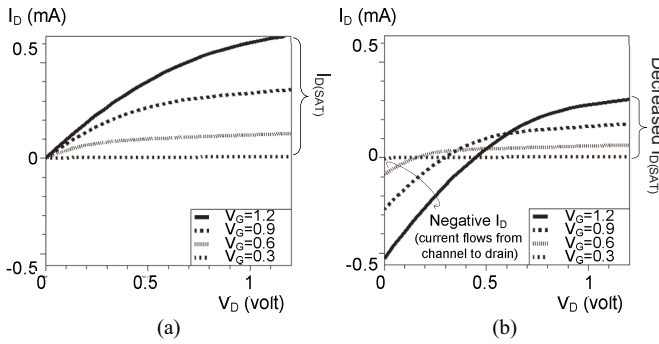 I_D (mA)
0.5
0
-0.5
0
0.5
1
V_D (volt)
I_D(SAT)
V_G=1.2
V_G=0.9
V_G=0.6
V_G=0.3
(a)
I_D (mA)
0.5
0
-0.5
0
0.5
1
V_D (volt)
Decreased I_D(SAT)
Negative I_D
(current flows from
channel to drain)
V_G=1.2
V_G=0.9
V_G=0.6
V_G=0.3
(b)